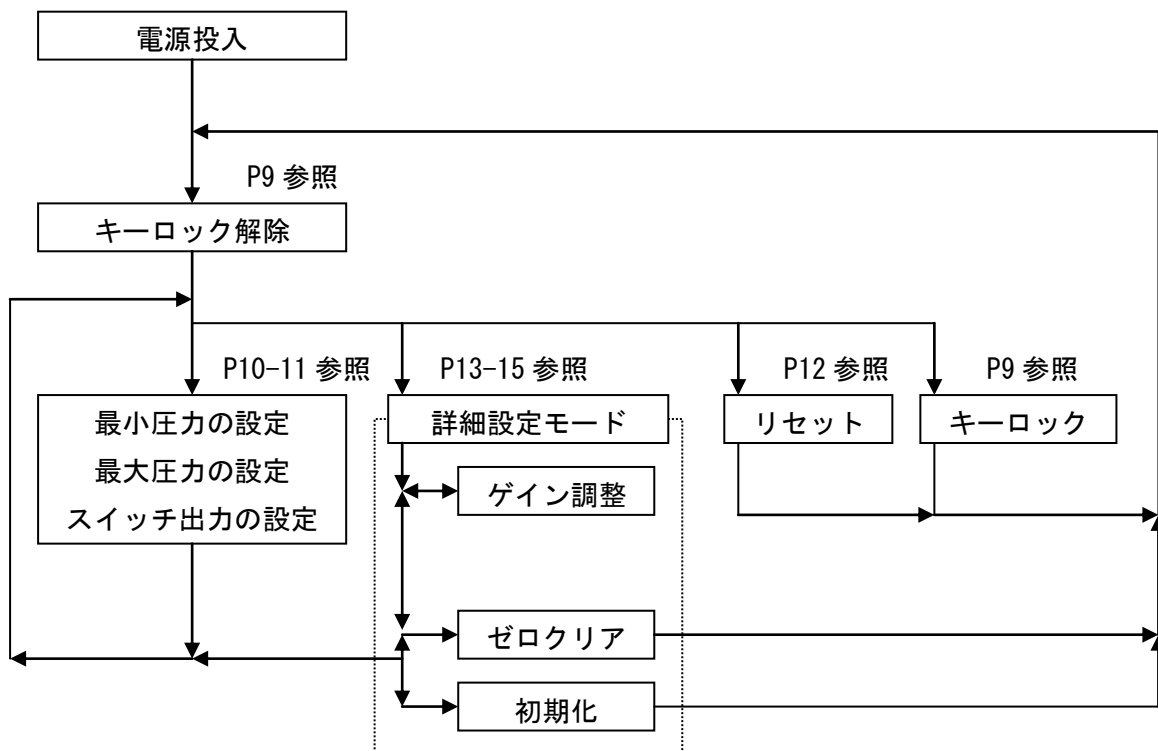 電源投入
P9 参照
キーロック解除
P10-11 参照
P13-15 参照
P12 参照
P9 参照
最小圧力の設定
最大圧力の設定
スイッチ出力の設定
詳細設定モード
リセット
キーロック
ゲイン調整
ゼロクリア
初期化